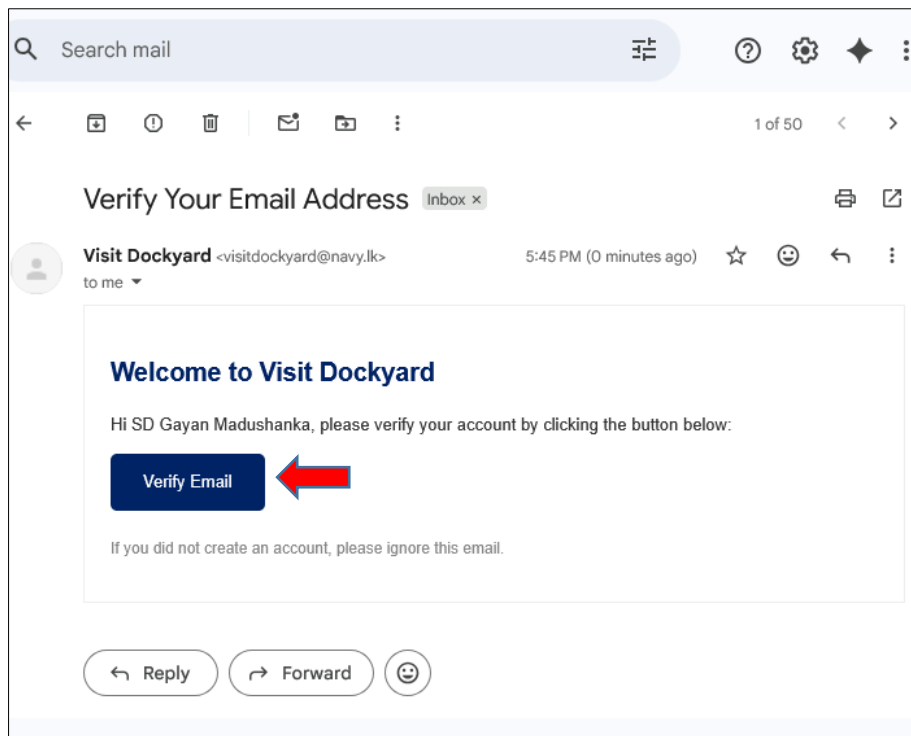 Search mail
1 of 50
Verify Your Email Address Inbox ×
Visit Dockyard <visitdockyard@navy.lk> 5:45 PM (0 minutes ago)
to me
Welcome to Visit Dockyard
Hi SD Gayan Madushanka, please verify your account by clicking the button below:
Verify Email
If you did not create an account, please ignore this email.
Reply Forward